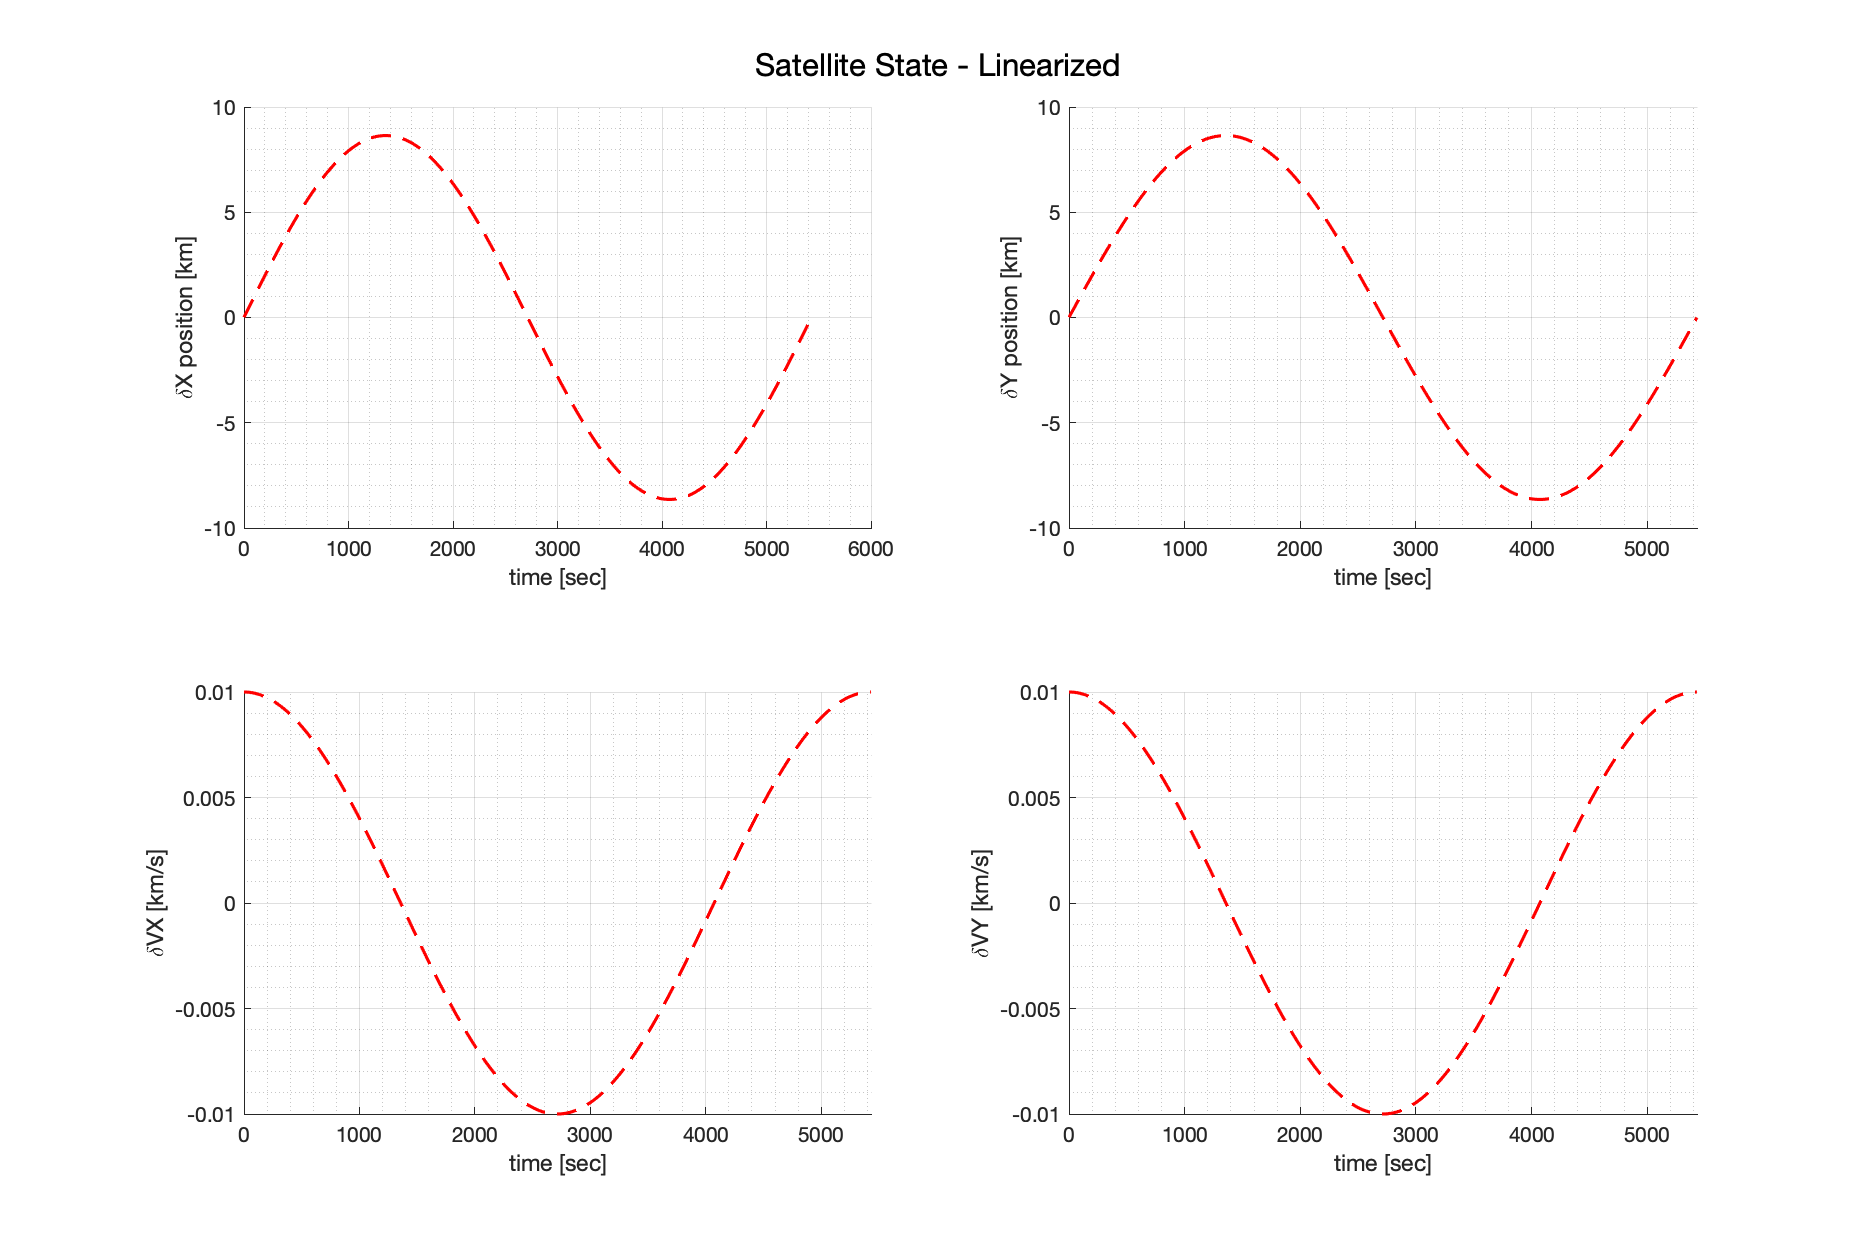 Satellite State - Linearized
10
5
0
-5
-10
δX position [km]
0 1000 2000 3000 4000 5000 6000
time [sec]
10
5
0
-5
-10
δY position [km]
0 1000 2000 3000 4000 5000
time [sec]
0.01
0.005
0
-0.005
-0.01
δVX [km/s]
0 1000 2000 3000 4000 5000
time [sec]
0.01
0.005
0
-0.005
-0.01
δVY [km/s]
0 1000 2000 3000 4000 5000
time [sec]